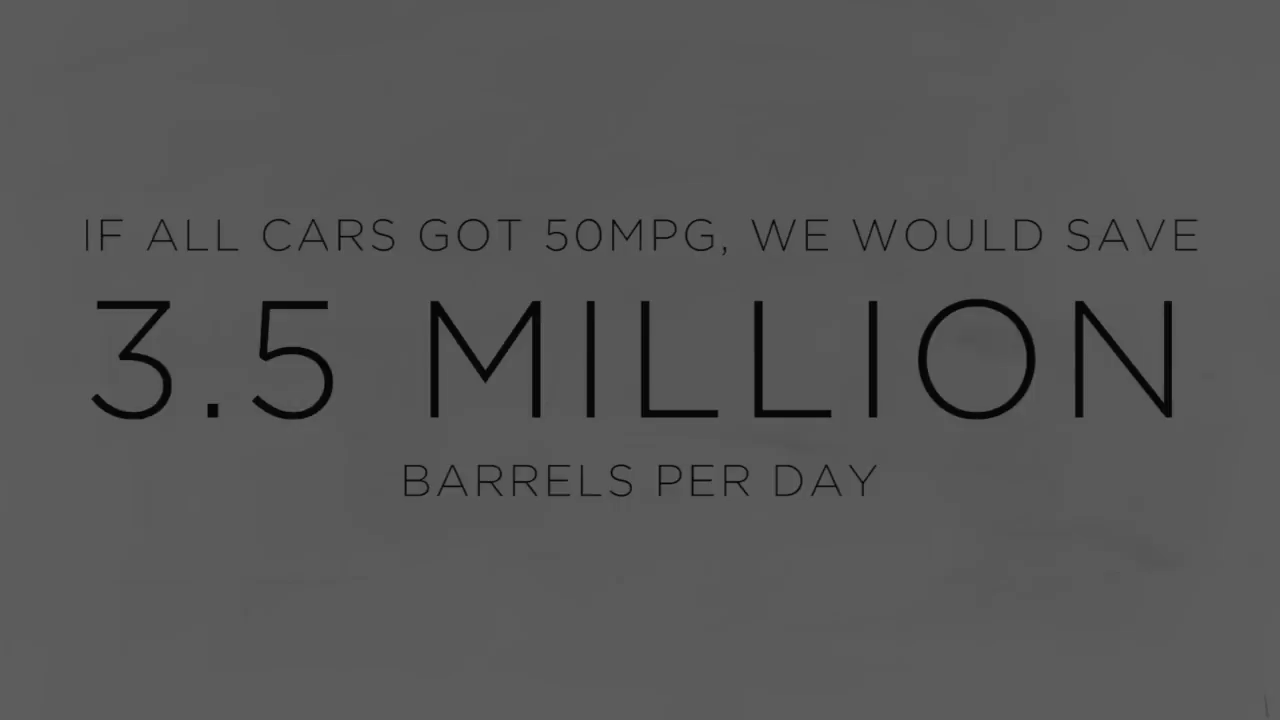 IF ALL CARS GOT 50MPG, WE WOULD SAVE
3.5 MILLION
BARRELS PER DAY